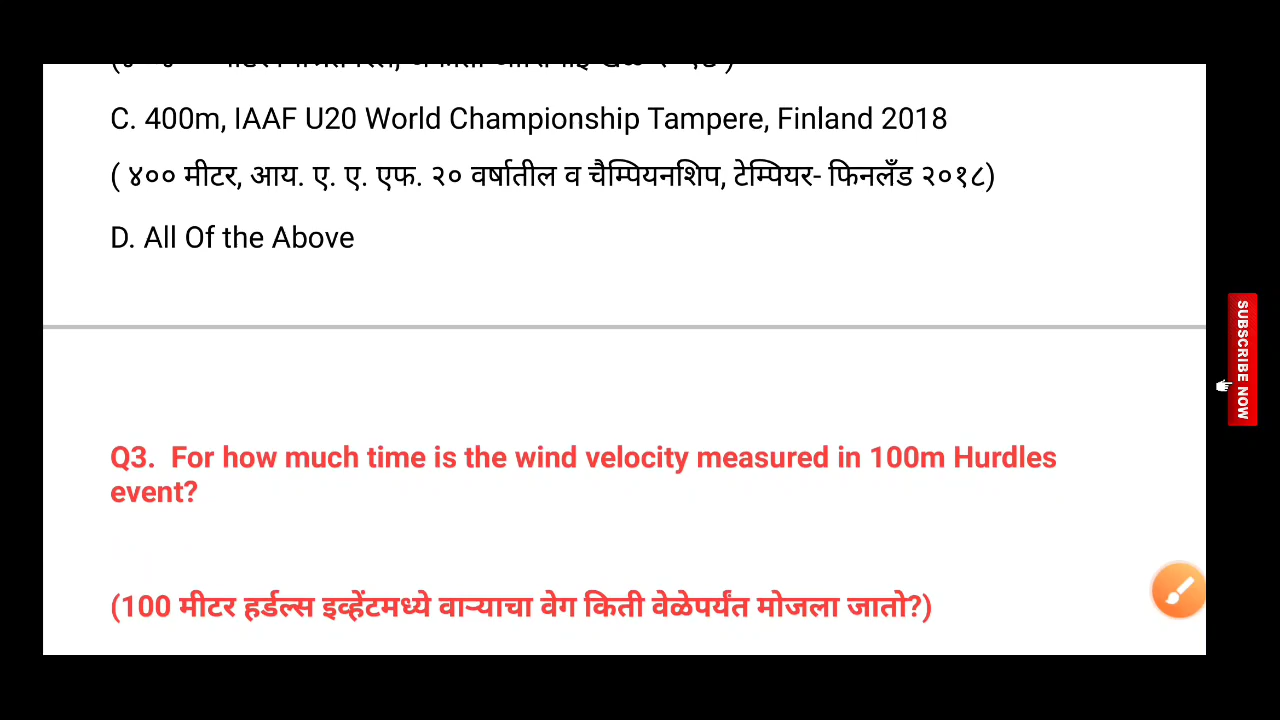 C. 400m, IAAF U20 World Championship Tampere, Finland 2018
( ४०० मीटर, आय. ए. ए. एफ. २० वर्षातील व चैम्पियनशिप, टेम्पियर- फिनलँड २०१८)
D. All Of the Above
Q3. For how much time is the wind velocity measured in 100m Hurdles
event?
(100 मीटर हर्डल्स इव्हेंटमध्ये वाऱ्याचा वेग किती वेळेपर्यंत मोजला जातो?)
SUBSCRIBE NOW